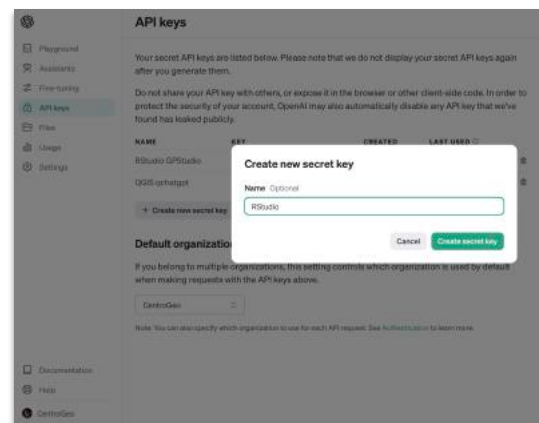 API keys
Playground
Assistants
Fine-tuning
API keys
Files
Usage
Settings
Your secret API keys are listed below. Please note that we do not display your secret API keys again
after you generate them.
Do not share your API key with others, or expose it in the browser or other client-side code. In order to
protect the security of your account, OpenAI may also automatically disable any API key that we've
found has leaked publicly.
NAME KEY CREATED LAST USED
RStudio GPStudio
QGIS qchatgpt
+ Create new secret key
Create new secret key
Name Optional
RStudio
Cancel Create secret key
Default organizatio
If you belong to multiple organizations, this setting controls which organization is used by default
when making requests with the API keys above.
CentroGeo
Note: You can also specify which organization to use for each API request. See Authentication to learn more.
Documentation
Help
CentroGeo